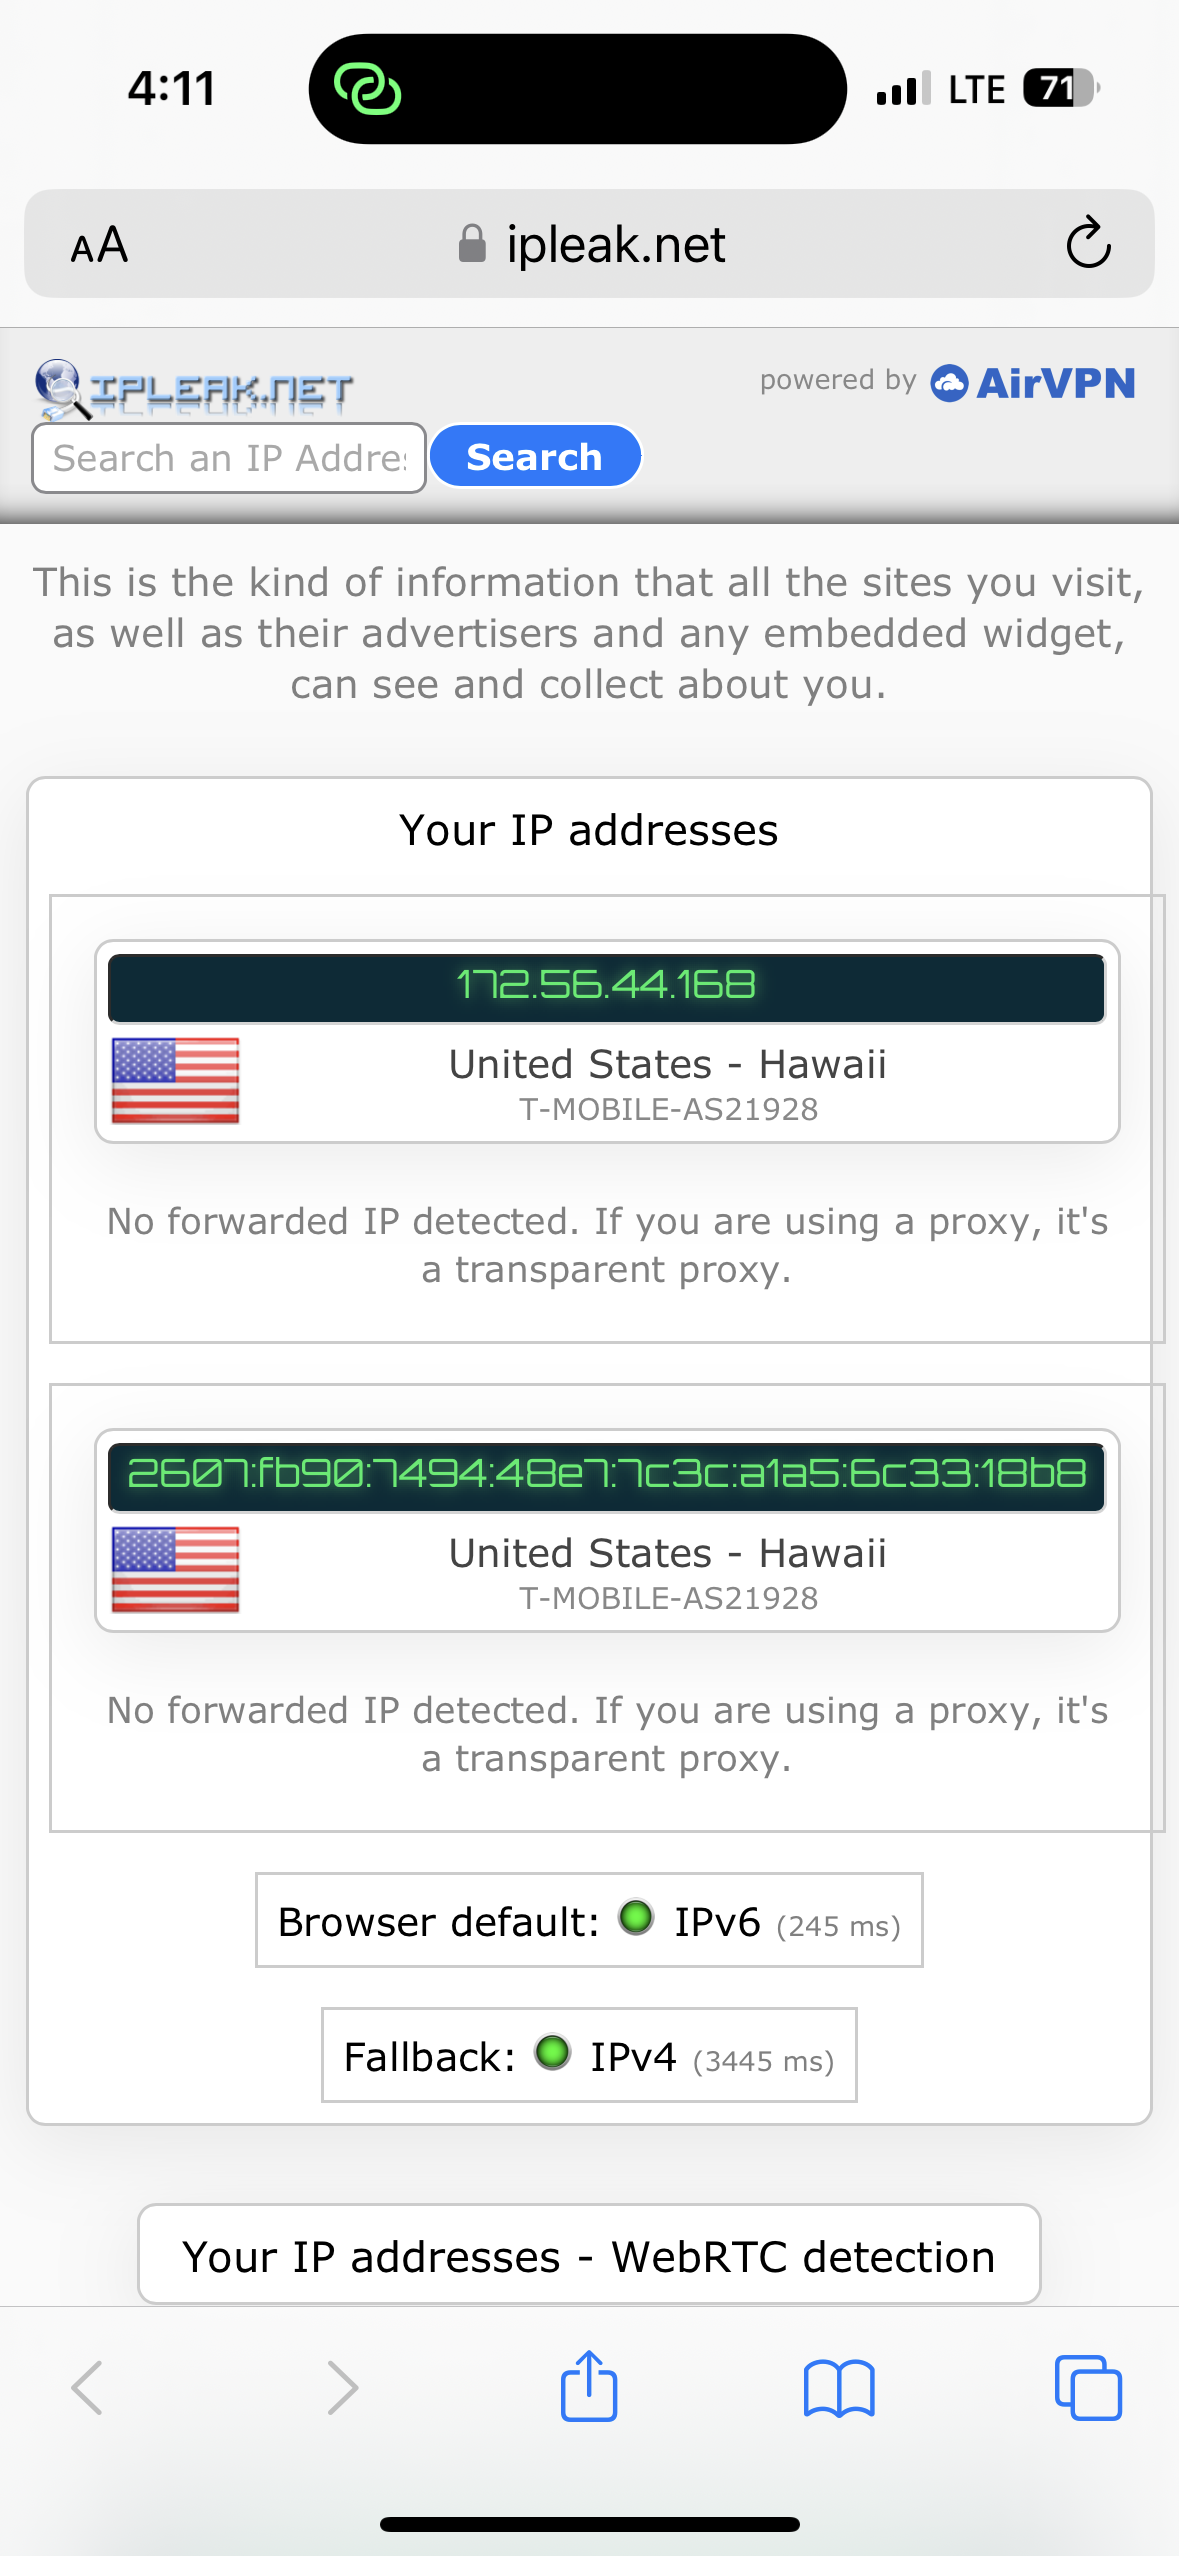 4:11
LTE
71
AA
ipleak.net
IPLEAK.NET
powered by AirVPN
Search an IP Addres
Search
This is the kind of information that all the sites you visit,
as well as their advertisers and any embedded widget,
can see and collect about you.
Your IP addresses
172.56.44.168
United States - Hawaii
T-MOBILE-AS21928
No forwarded IP detected. If you are using a proxy, it's
a transparent proxy.
2607:fb90:7494:48e7:7c3c:a1a5:6c33:18b8
United States - Hawaii
T-MOBILE-AS21928
No forwarded IP detected. If you are using a proxy, it's
a transparent proxy.
Browser default: IPv6 (245 ms)
Fallback: IPv4 (3445 ms)
Your IP addresses - WebRTC detection